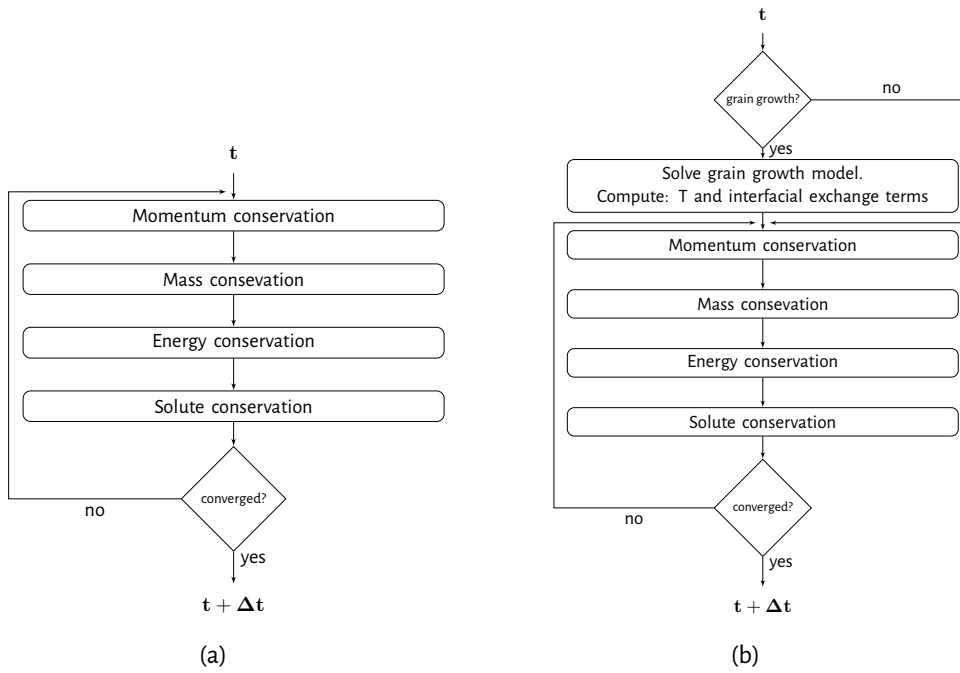 t
Momentum conservation
Mass consevation
Energy conservation
Solute conservation
converged?
no
yes
t + Δt
(a)
t
grain growth?
no
yes
Solve grain growth model.
Compute: T and interfacial exchange terms
Momentum conservation
Mass consevation
Energy conservation
Solute conservation
converged?
no
yes
t + Δt
(b)